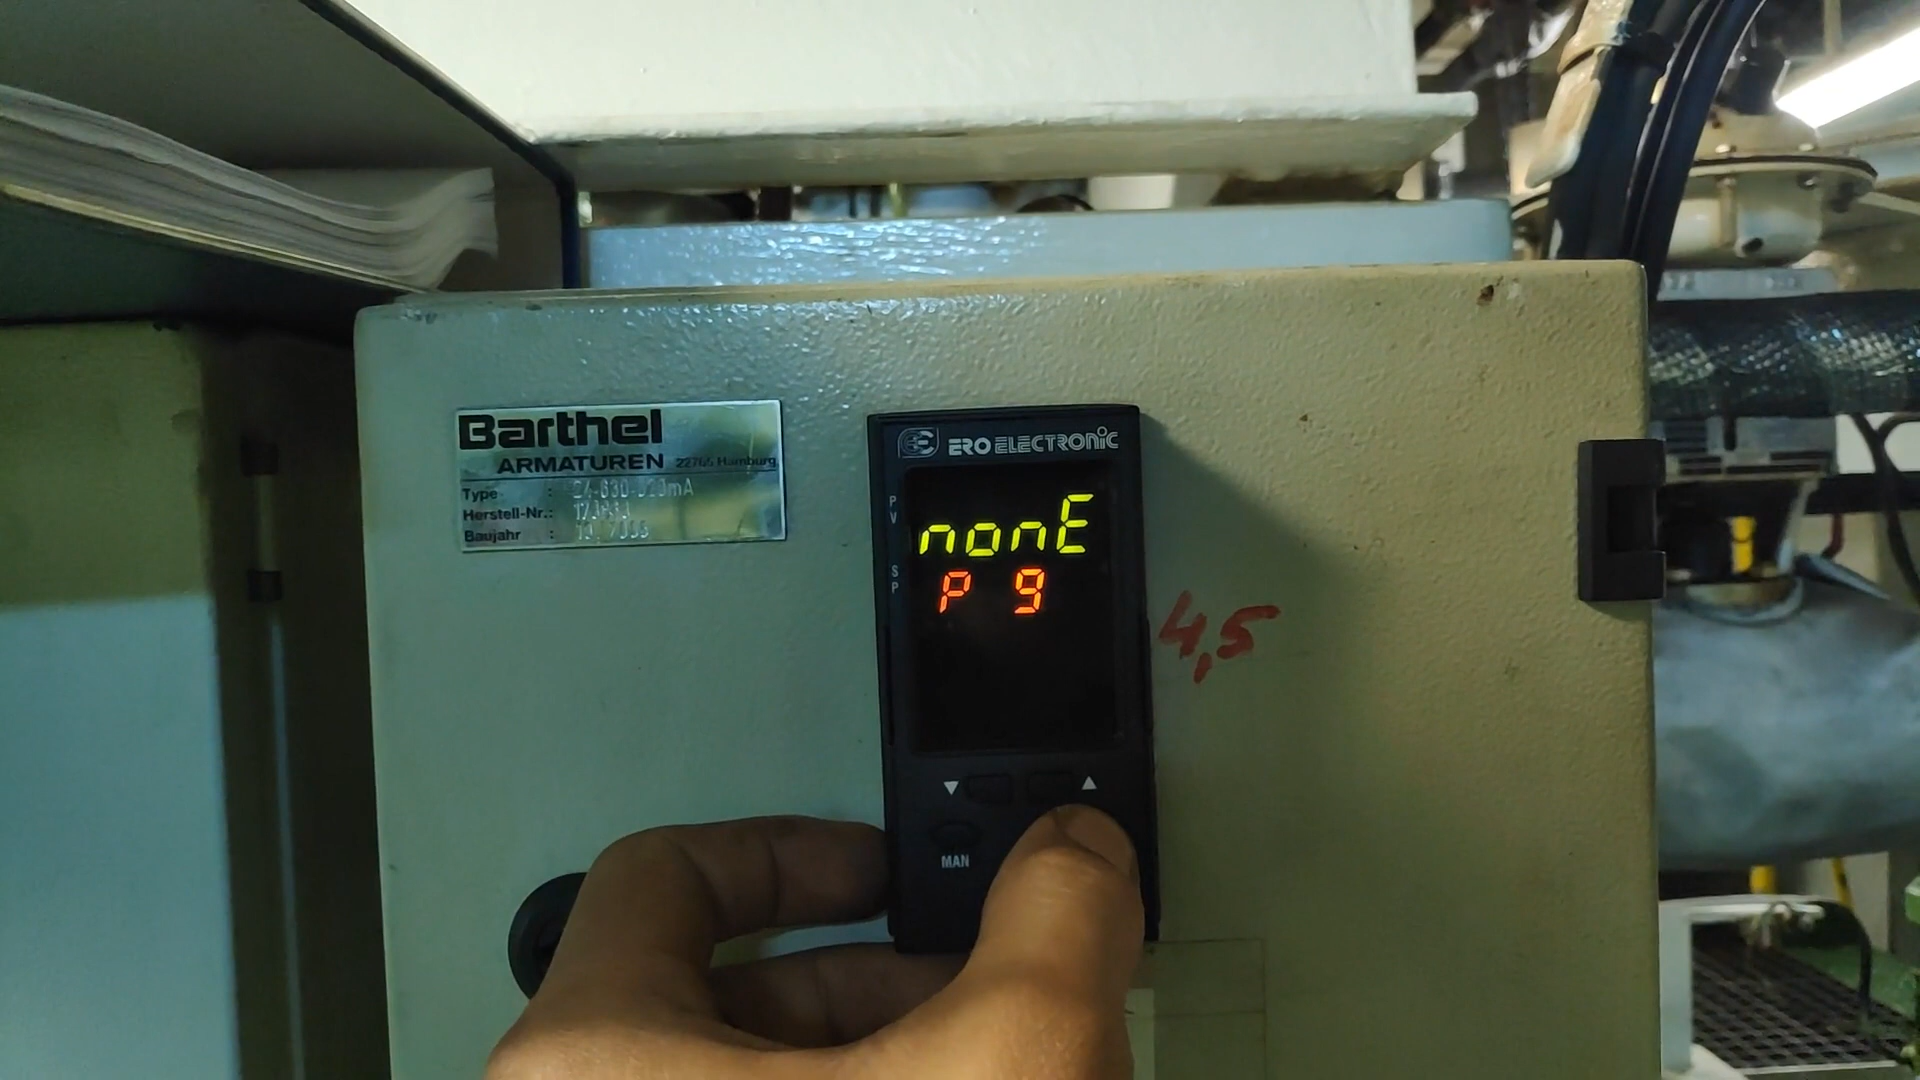 Barthel
ARMATUREN 22765 Hamburg
Type :
Herstell-Nr.:
Baujahr :
ERO ELECTRONIC
PV
nonE
SP
P 9
4,5
▼ ▲
MAN